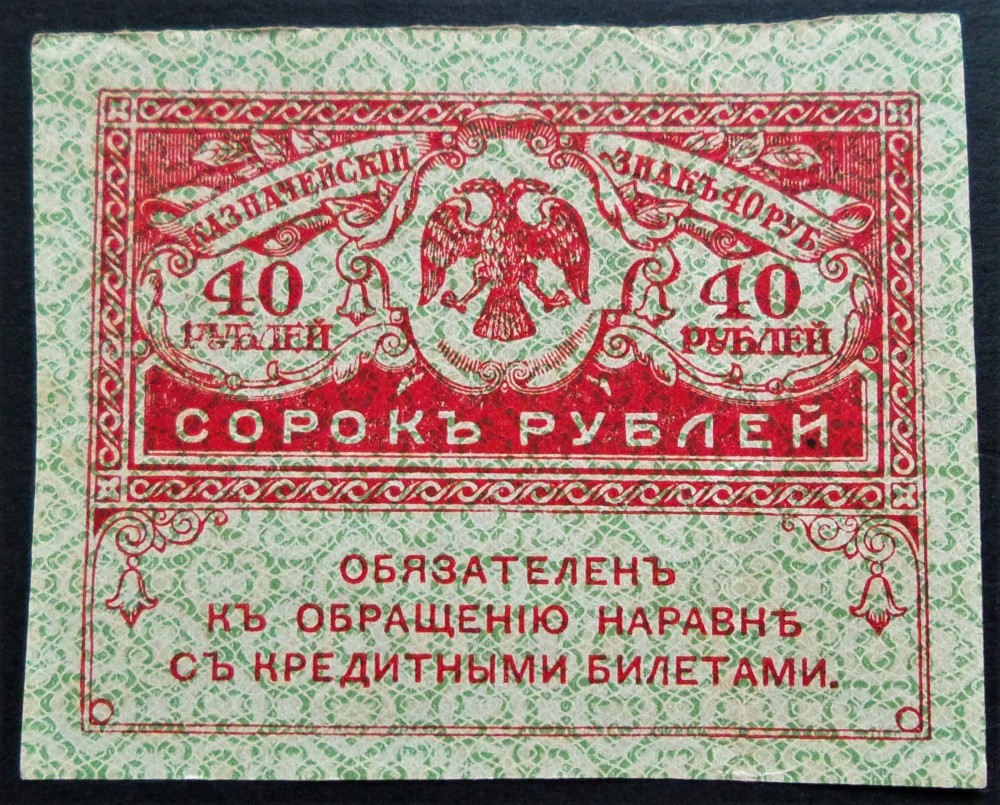 КАЗНАЧЕЙСКІЙ ЗНАКЪ 40 РУБ.
40 40
РУБЛЕЙ РУБЛЕЙ
СОРОКЪ РУБЛЕЙ
ОБЯЗАТЕЛЕНЪ
КЪ ОБРАЩЕНІЮ НАРАВНѢ
СЪ КРЕДИТНЫМИ БИЛЕТАМИ.